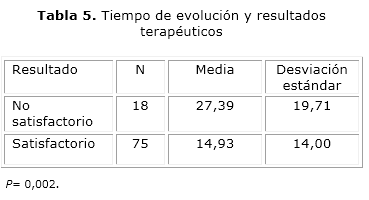 Tabla 5. Tiempo de evolución y resultados
terapéuticos
Resultado N Media Desviación
estándar
No
satisfactorio 18 27,39 19,71
Satisfactorio 75 14,93 14,00
P= 0,002.